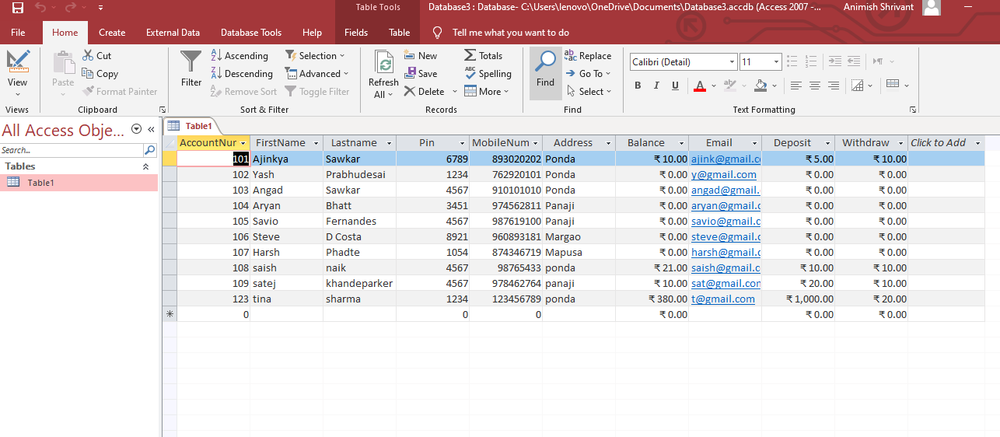 Table Tools Database3 : Database- C:\Users\lenovo\OneDrive\Documents\Database3.accdb (Access 2007 -... Animish Shrivant
File Home Create External Data Database Tools Help Fields Table Tell me what you want to do
View
Views
Paste
Cut
Copy
Format Painter
Clipboard
Filter
Ascending
Descending
Remove Sort
Selection
Advanced
Toggle Filter
Sort & Filter
Refresh
All
New
Save
Delete
Totals
Spelling
More
Records
Find
Replace
Go To
Select
Find
Calibri (Detail) 11
B I U A ab
Text Formatting
All Access Obje... «
Search...
Tables
Table1
Table1
AccountNur FirstName Lastname Pin MobileNum Address Balance Email Deposit Withdraw Click to Add
101 Ajinkya Sawkar 6789 893020202 Ponda ₹ 10.00 ajink@gmail.co ₹ 5.00 ₹ 10.00
102 Yash Prabhudesai 1234 762920101 Ponda ₹ 0.00 y@gmail.com ₹ 0.00 ₹ 0.00
103 Angad Sawkar 4567 910101010 Ponda ₹ 0.00 angad@gmail. ₹ 0.00 ₹ 0.00
104 Aryan Bhatt 3451 974562811 Panaji ₹ 0.00 aryan@gmail.c ₹ 0.00 ₹ 0.00
105 Savio Fernandes 4567 987619100 Panaji ₹ 0.00 savio@gmail.c ₹ 0.00 ₹ 0.00
106 Steve D Costa 8921 960893181 Margao ₹ 0.00 steve@gmail.c ₹ 0.00 ₹ 0.00
107 Harsh Phadte 1054 874346719 Mapusa ₹ 0.00 harsh@gmail.c ₹ 0.00 ₹ 0.00
108 saish naik 4567 98765433 ponda ₹ 21.00 saish@gmail.c ₹ 10.00 ₹ 10.00
109 satej khandeparker 4567 978462764 panaji ₹ 10.00 sat@gmail.com ₹ 20.00 ₹ 10.00
123 tina sharma 1234 123456789 ponda ₹ 380.00 t@gmail.com ₹ 1,000.00 ₹ 20.00
* 0 0 0 ₹ 0.00 ₹ 0.00 ₹ 0.00